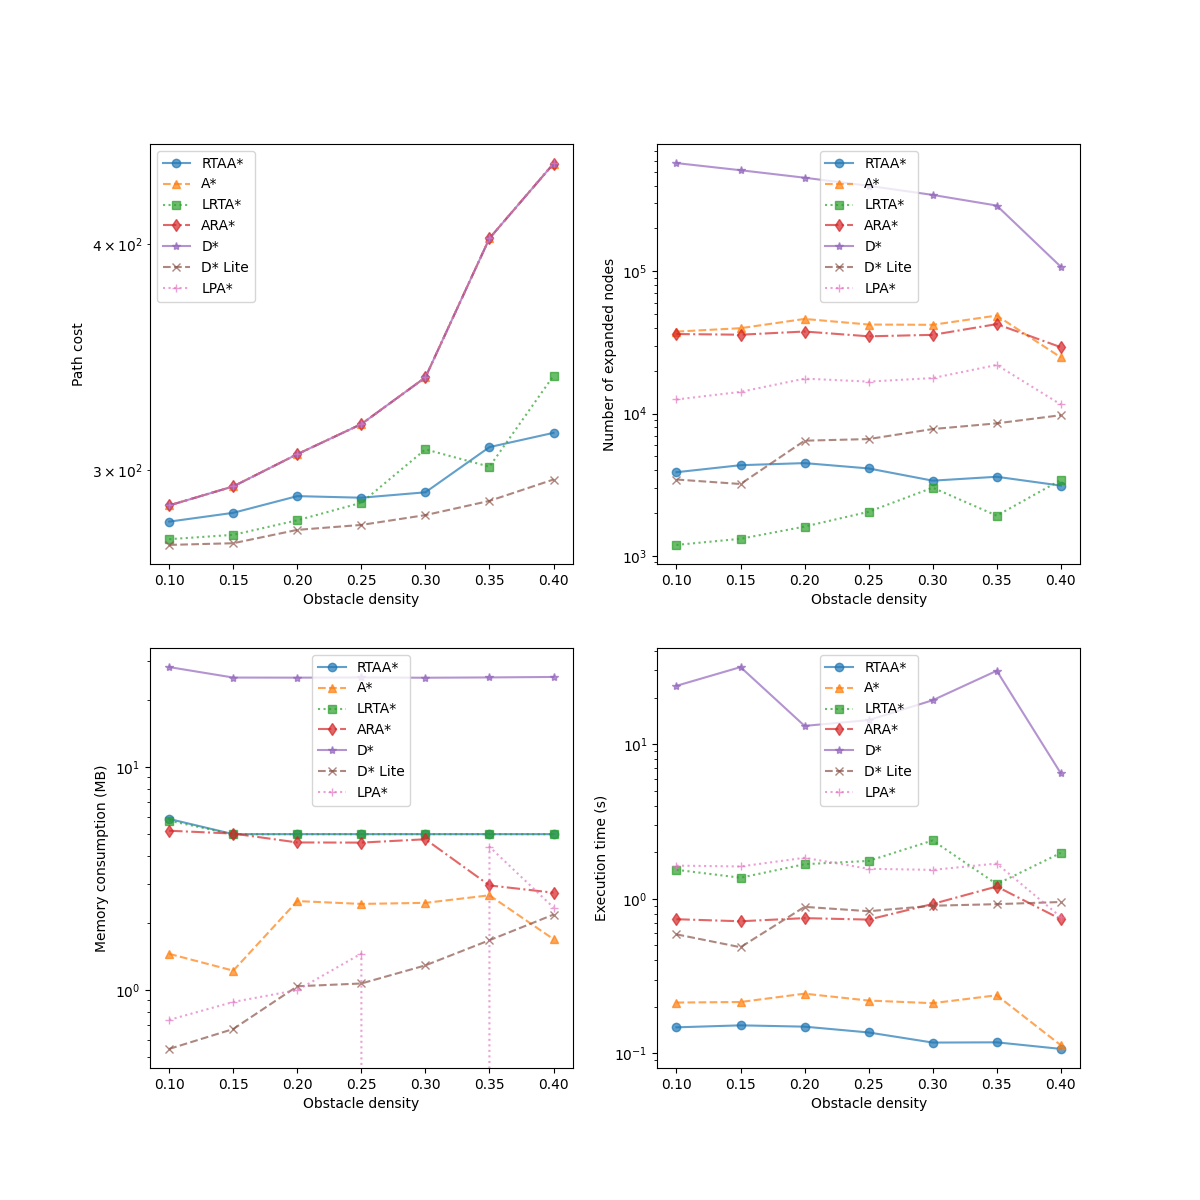 Path cost
4 × 10²
3 × 10²
RTAA*
A*
LRTA*
ARA*
D*
D* Lite
LPA*
0.10 0.15 0.20 0.25 0.30 0.35 0.40
Obstacle density
Number of expanded nodes
10⁵
10⁴
10³
RTAA*
A*
LRTA*
ARA*
D*
D* Lite
LPA*
0.10 0.15 0.20 0.25 0.30 0.35 0.40
Obstacle density
Memory consumption (MB)
10¹
10⁰
RTAA*
A*
LRTA*
ARA*
D*
D* Lite
LPA*
0.10 0.15 0.20 0.25 0.30 0.35 0.40
Obstacle density
Execution time (s)
10¹
10⁰
10⁻¹
RTAA*
A*
LRTA*
ARA*
D*
D* Lite
LPA*
0.10 0.15 0.20 0.25 0.30 0.35 0.40
Obstacle density